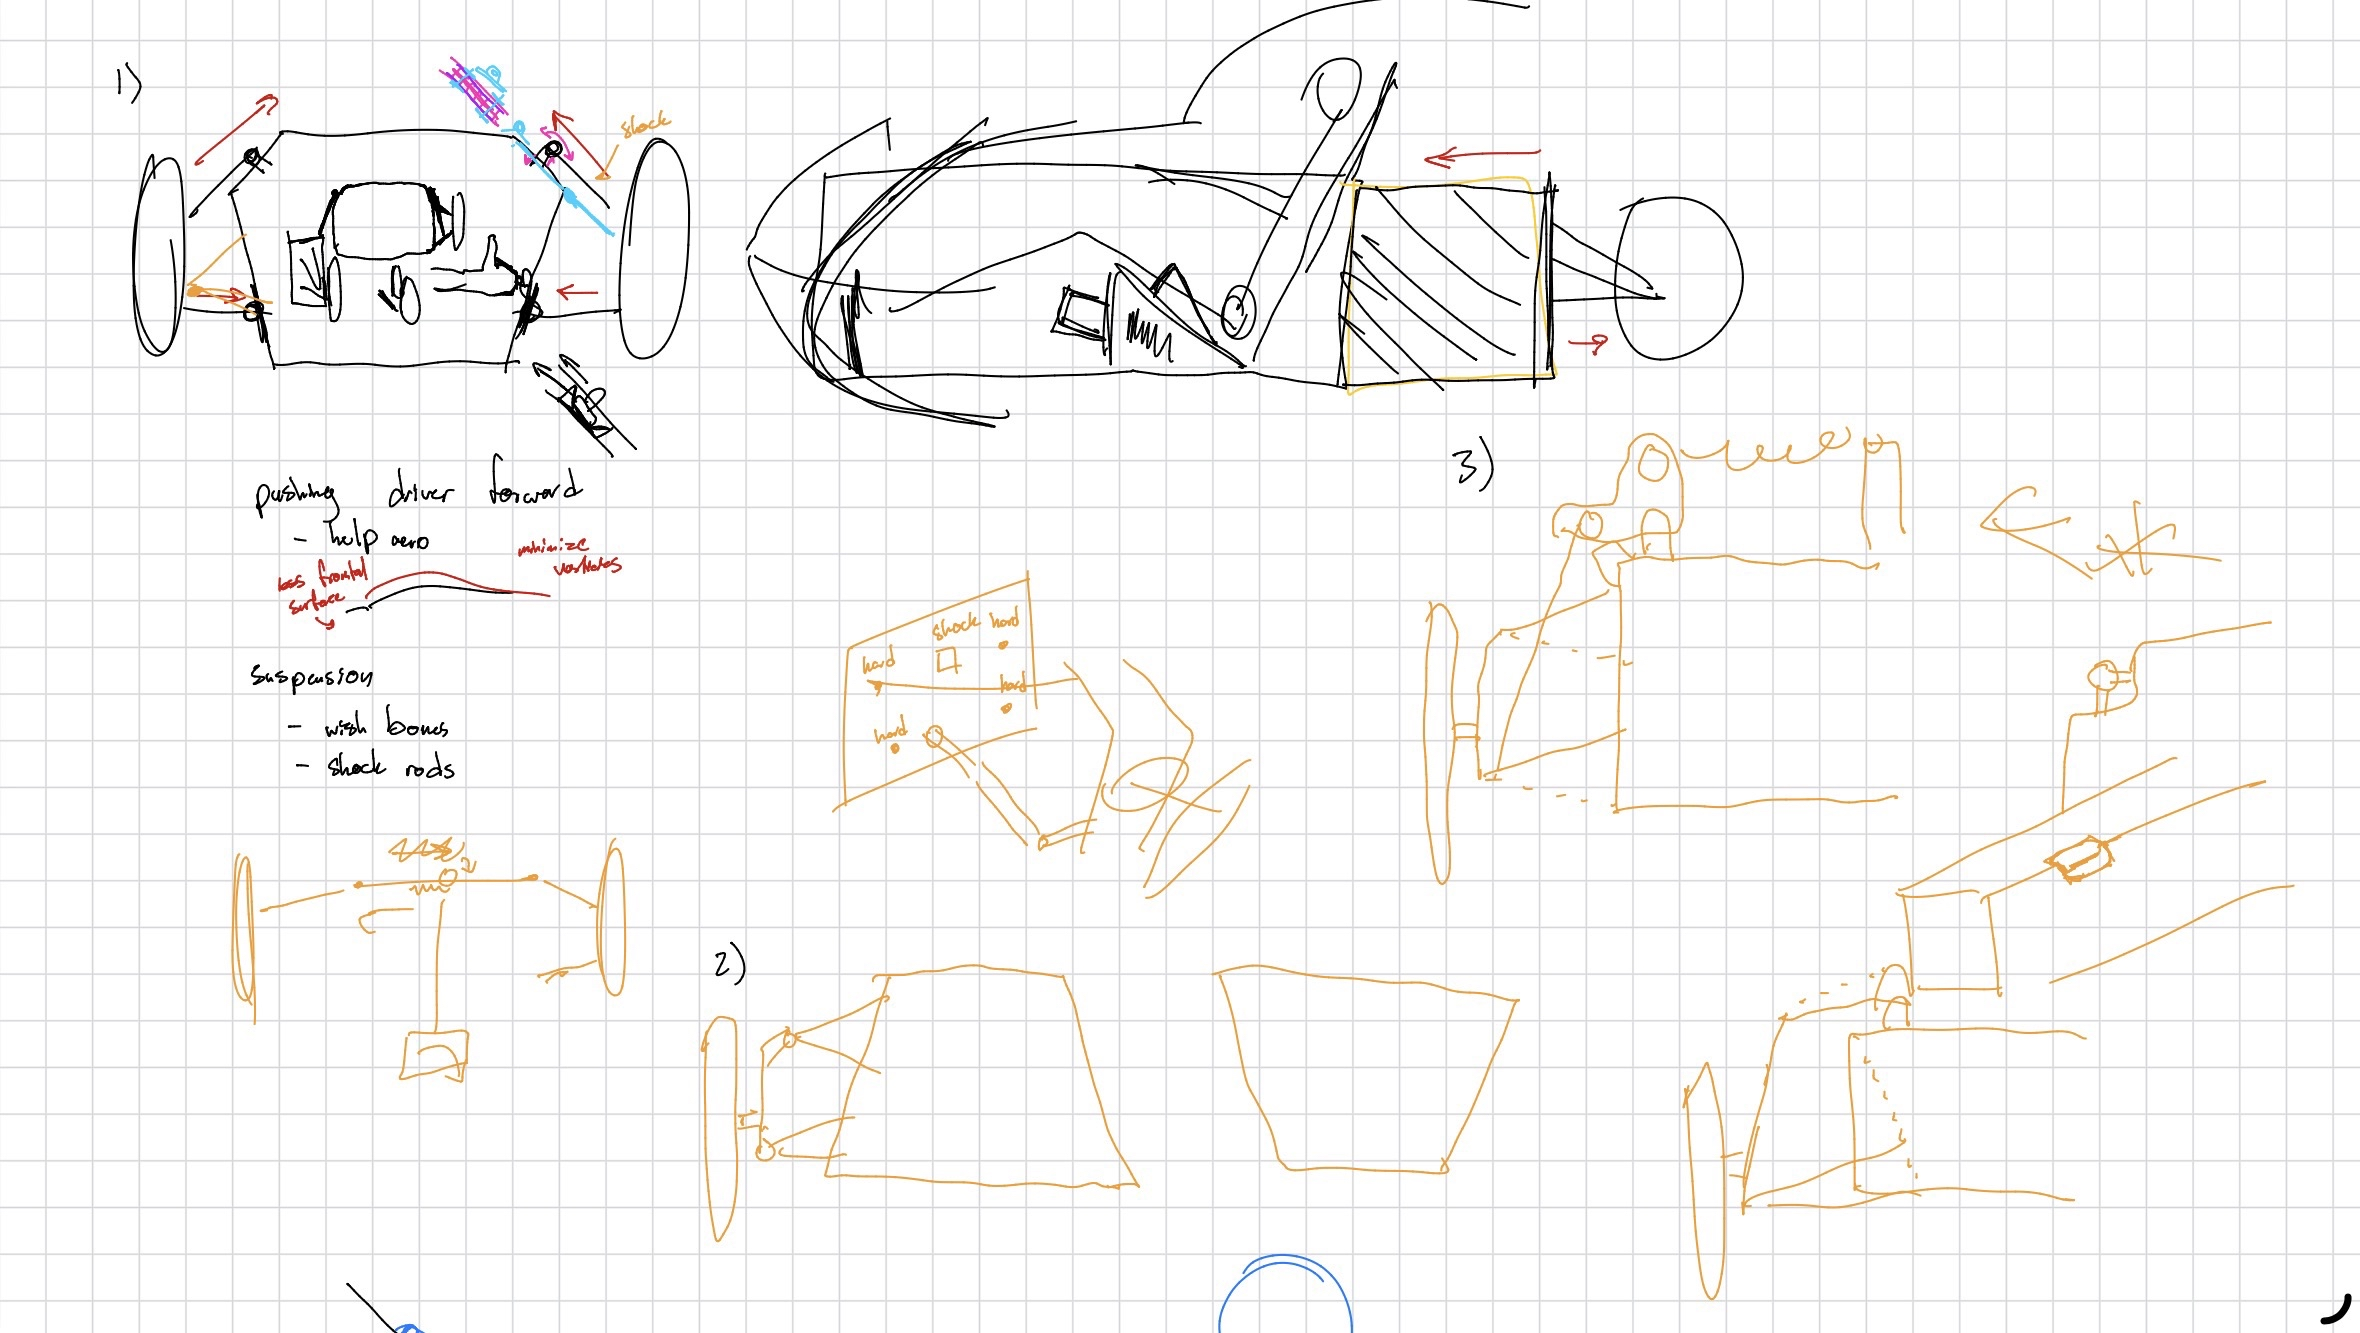 1)
shock
pushing driver forward
- help aero
less frontal
surface
minimize
suspension
- wish bones
- shock rods
3)
shock hard
hard
hard
hard
2)